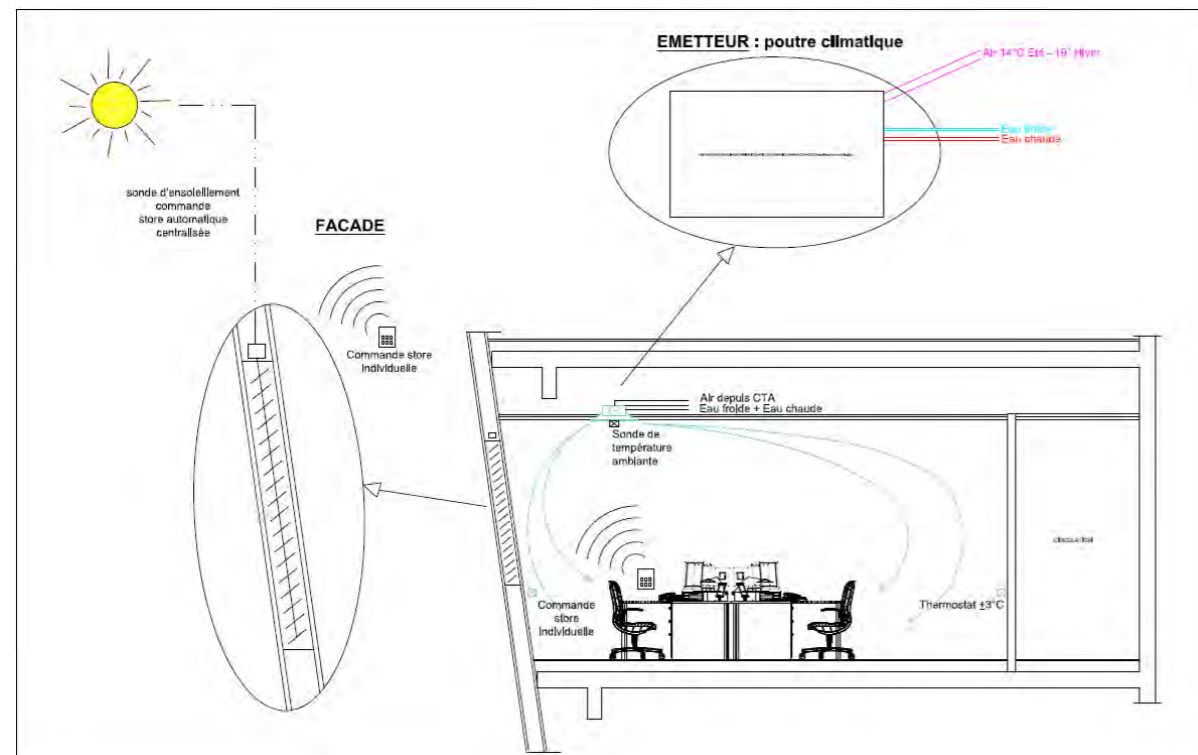 EMETTEUR : poutre climatique
Air 14°C Eté – 19° Hiver
Eau froide
Eau chaude
sonde d'ensoleillement
commande
store automatique
centralisée
FACADE
Commande store
individuelle
Air depuis CTA
Eau froide + Eau chaude
Sonde de
température
ambiante
Commande
store
individuelle
Thermostat ±3°C